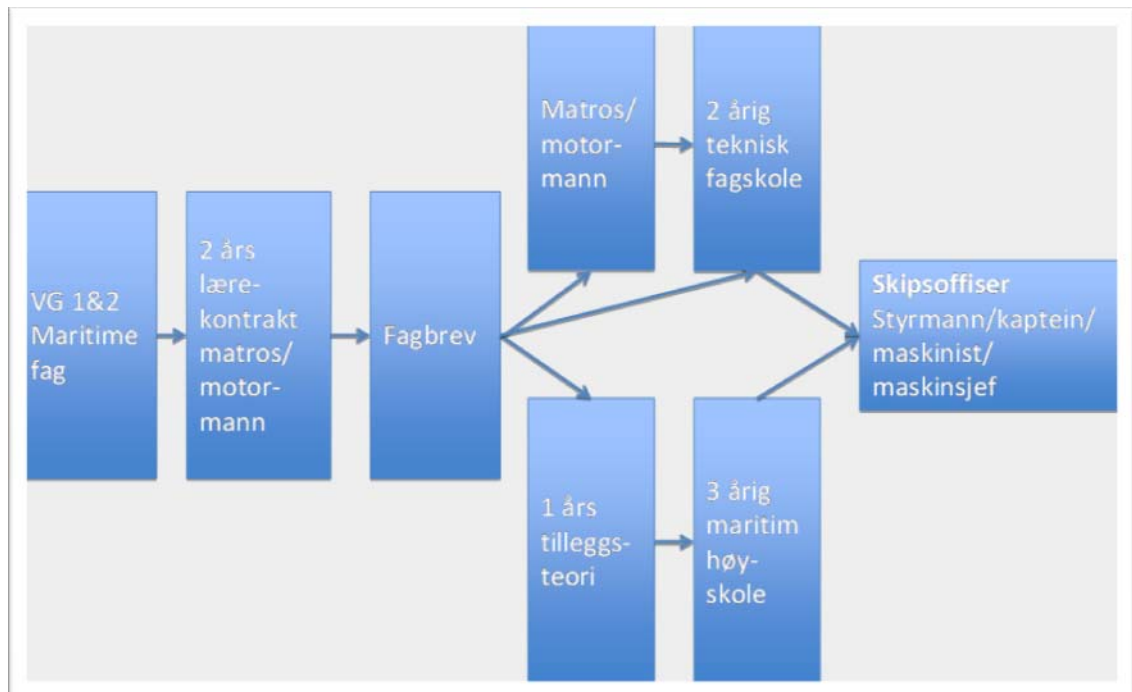 VG 1&2
Maritime
fag
2 års
lære-
kontrakt
matros/
motor-
mann
Fagbrev
Matros/
motor-
mann
2 årig
teknisk
fagskole
1 års
tilleggs-
teori
3 årig
maritim
høy-
skole
Skipsoffiser
Styrmann/kaptein/
maskinist/
maskinsjef